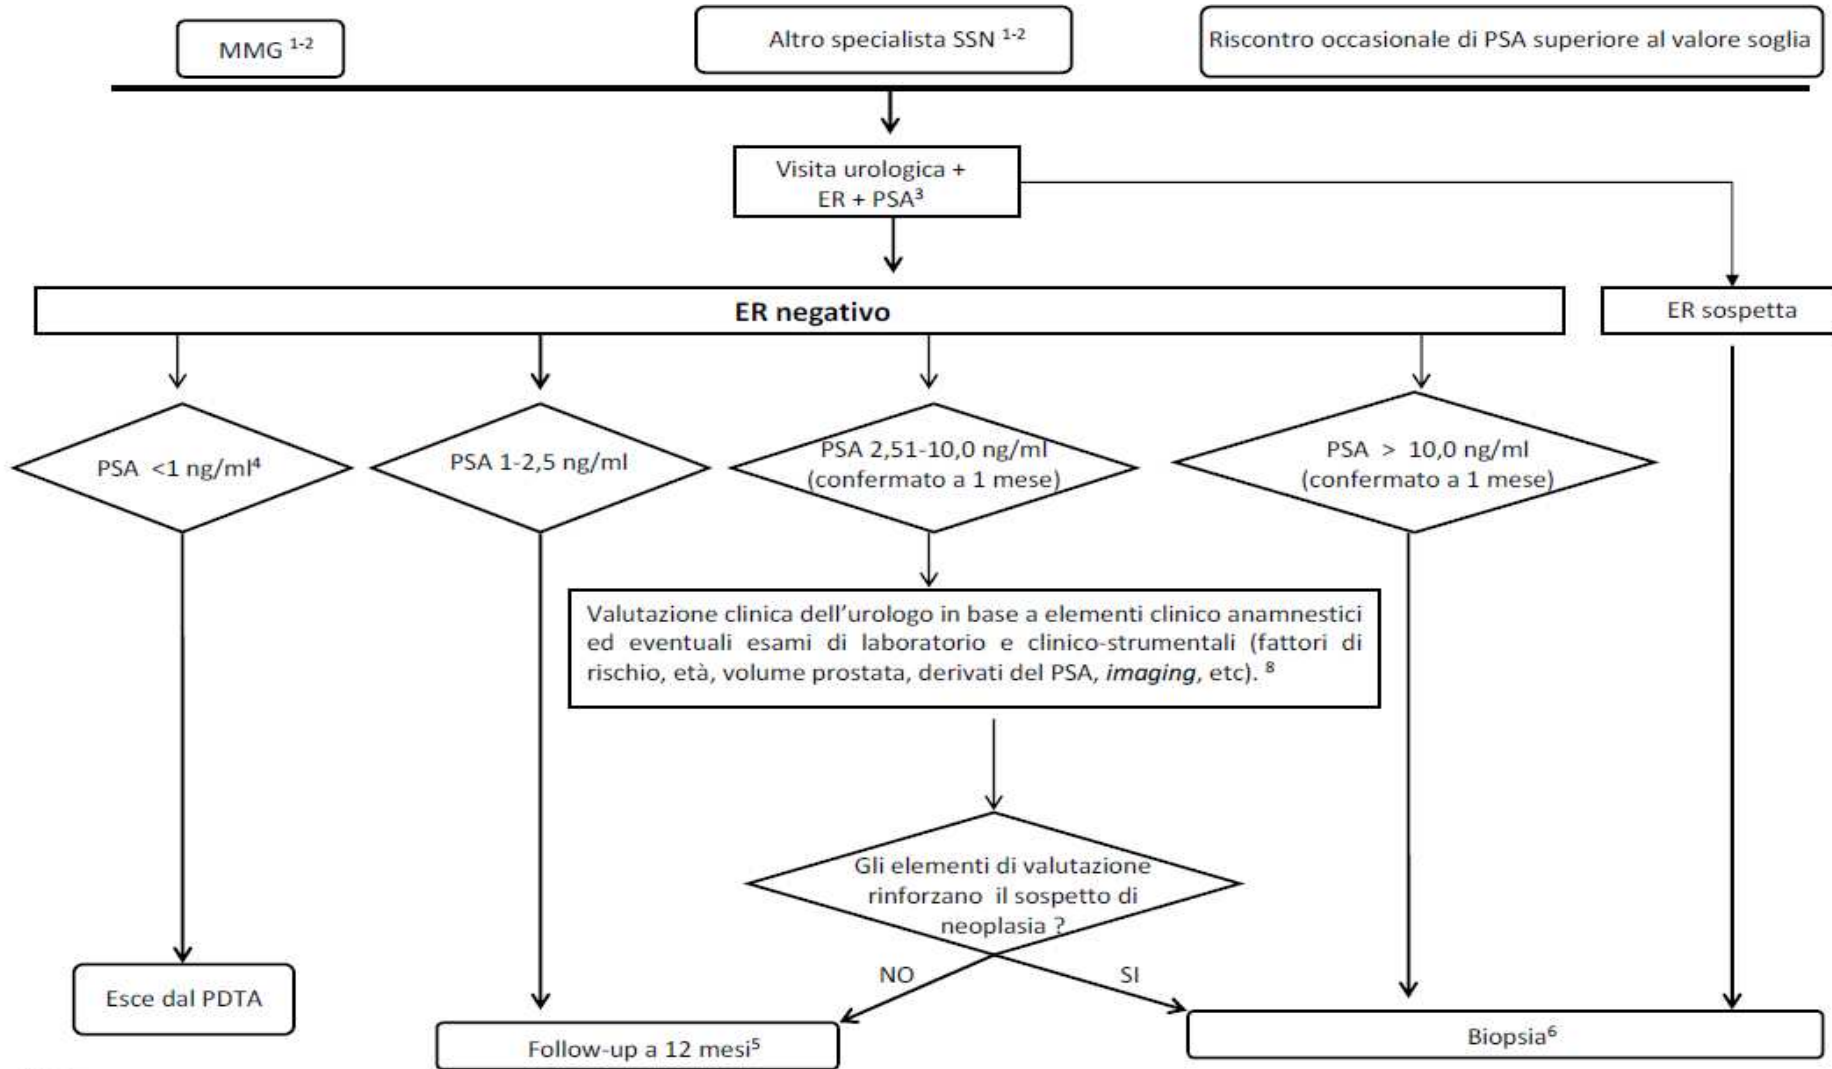 MMG ¹⁻²
Altro specialista SSN ¹⁻²
Riscontro occasionale di PSA superiore al valore soglia
Visita urologica +
ER + PSA³
ER negativo
ER sospetta
PSA <1 ng/ml⁴
PSA 1-2,5 ng/ml
PSA 2,51-10,0 ng/ml
(confermato a 1 mese)
PSA > 10,0 ng/ml
(confermato a 1 mese)
Valutazione clinica dell’urologo in base a elementi clinico anamnestici
ed eventuali esami di laboratorio e clinico-strumentali (fattori di
rischio, età, volume prostata, derivati del PSA, imaging, etc). ⁸
Gli elementi di valutazione
rinforzano il sospetto di
neoplasia ?
NO
SI
Esce dal PDTA
Follow-up a 12 mesi⁵
Biopsia⁶